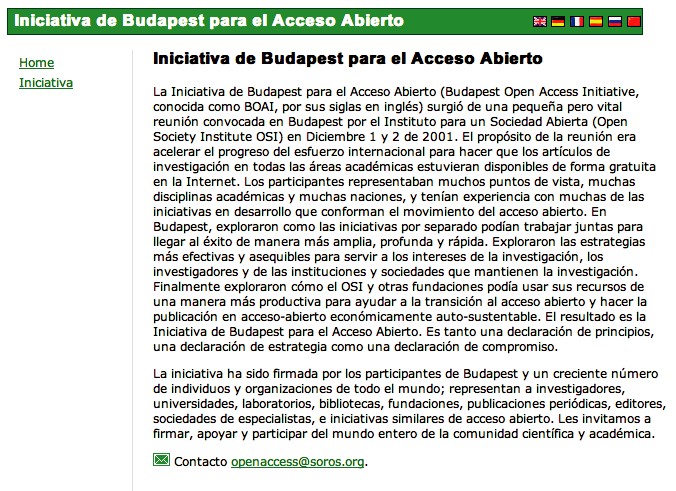 Iniciativa de Budapest para el Acceso Abierto
Home
Iniciativa
Iniciativa de Budapest para el Acceso Abierto
La Iniciativa de Budapest para el Acceso Abierto (Budapest Open Access Initiative,
conocida como BOAI, por sus siglas en inglés) surgió de una pequeña pero vital
reunión convocada en Budapest por el Instituto para un Sociedad Abierta (Open
Society Institute OSI) en Diciembre 1 y 2 de 2001. El propósito de la reunión era
acelerar el progreso del esfuerzo internacional para hacer que los artículos de
investigación en todas las áreas académicas estuvieran disponibles de forma gratuita
en la Internet. Los participantes representaban muchos puntos de vista, muchas
disciplinas académicas y muchas naciones, y tenían experiencia con muchas de las
iniciativas en desarrollo que conforman el movimiento del acceso abierto. En
Budapest, exploraron como las iniciativas por separado podían trabajar juntas para
llegar al éxito de manera más amplia, profunda y rápida. Exploraron las estrategias
más efectivas y asequibles para servir a los intereses de la investigación, los
investigadores y de las instituciones y sociedades que mantienen la investigación.
Finalmente exploraron cómo el OSI y otras fundaciones podía usar sus recursos de
una manera más productiva para ayudar a la transición al acceso abierto y hacer la
publicación en acceso-abierto económicamente auto-sustentable. El resultado es la
Iniciativa de Budapest para el Acceso Abierto. Es tanto una declaración de principios,
una declaración de estrategia como una declaración de compromiso.
La iniciativa ha sido firmada por los participantes de Budapest y un creciente número
de individuos y organizaciones de todo el mundo; representan a investigadores,
universidades, laboratorios, bibliotecas, fundaciones, publicaciones periódicas, editores,
sociedades de especialistas, e iniciativas similares de acceso abierto. Les invitamos a
firmar, apoyar y participar del mundo entero de la comunidad científica y académica.
Contacto openaccess@soros.org.